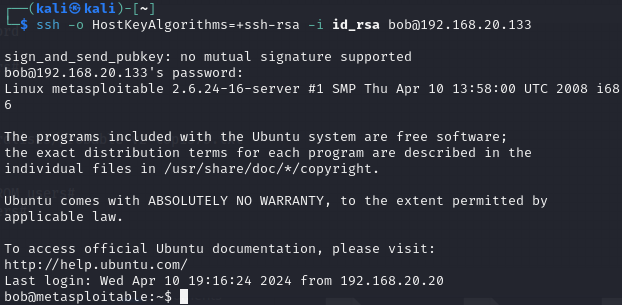 ┌──(kali㉿kali)-[~]
└─$ ssh -o HostKeyAlgorithms=+ssh-rsa -i id_rsa bob@192.168.20.133
sign_and_send_pubkey: no mutual signature supported
bob@192.168.20.133's password:
Linux metasploitable 2.6.24-16-server #1 SMP Thu Apr 10 13:58:00 UTC 2008 i68
6
The programs included with the Ubuntu system are free software;
the exact distribution terms for each program are described in the
individual files in /usr/share/doc/*/copyright.
Ubuntu comes with ABSOLUTELY NO WARRANTY, to the extent permitted by
applicable law.
To access official Ubuntu documentation, please visit:
http://help.ubuntu.com/
Last login: Wed Apr 10 19:16:24 2024 from 192.168.20.20
bob@metasploitable:~$